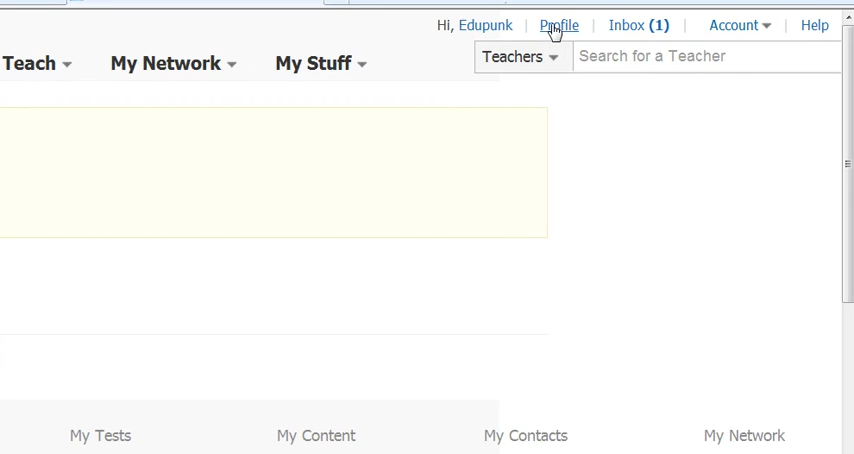 Hi, Edupunk | Profile | Inbox (1) | Account | Help
Teach My Network My Stuff
Teachers Search for a Teacher
My Tests My Content My Contacts My Network